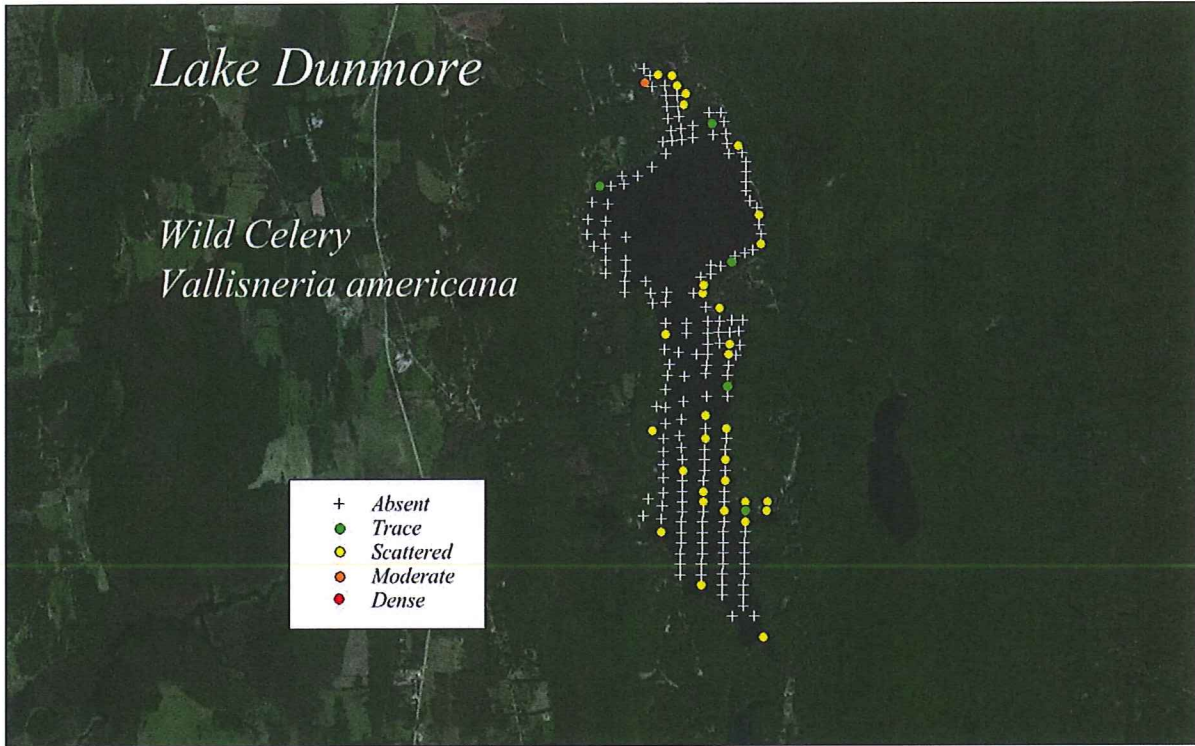 Lake Dunmore
Wild Celery
Vallisneria americana
Absent
Trace
Scattered
Moderate
Dense